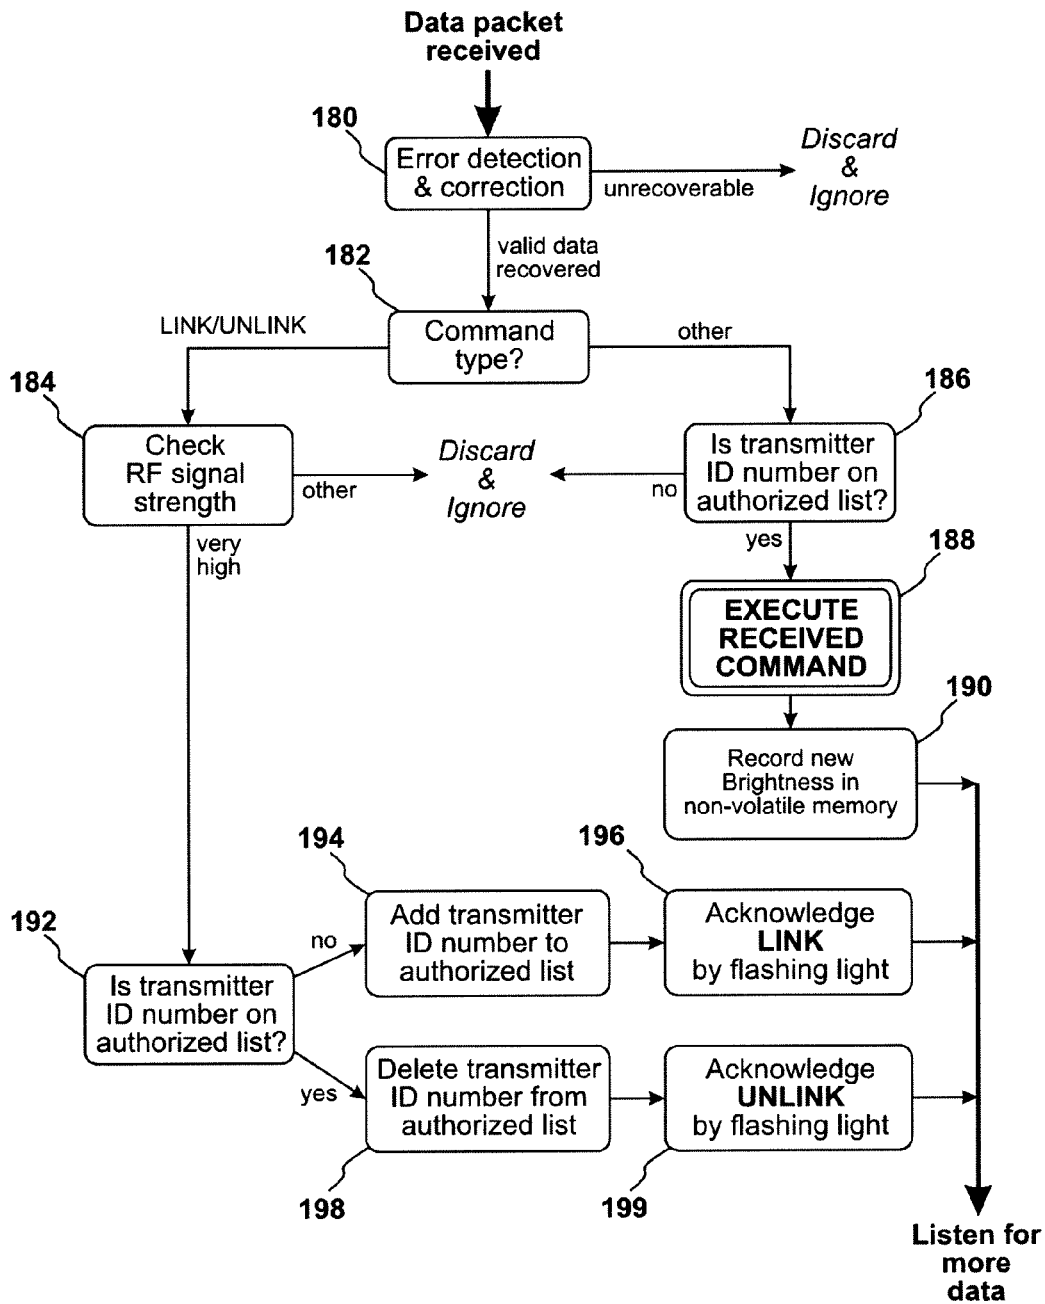 Data packet
received
180
Error detection
& correction
unrecoverable
Discard
&
Ignore
valid data
recovered
182
Command
type?
LINK/UNLINK
other
184
Check
RF signal
strength
other
Discard
&
Ignore
186
Is transmitter
ID number on
authorized list?
no
yes
very
high
188
EXECUTE
RECEIVED
COMMAND
190
Record new
Brightness in
non-volatile memory
192
Is transmitter
ID number on
authorized list?
no
194
Add transmitter
ID number to
authorized list
196
Acknowledge
LINK
by flashing light
yes
Delete transmitter
ID number from
authorized list
198
Acknowledge
UNLINK
by flashing light
199
Listen for
more
data